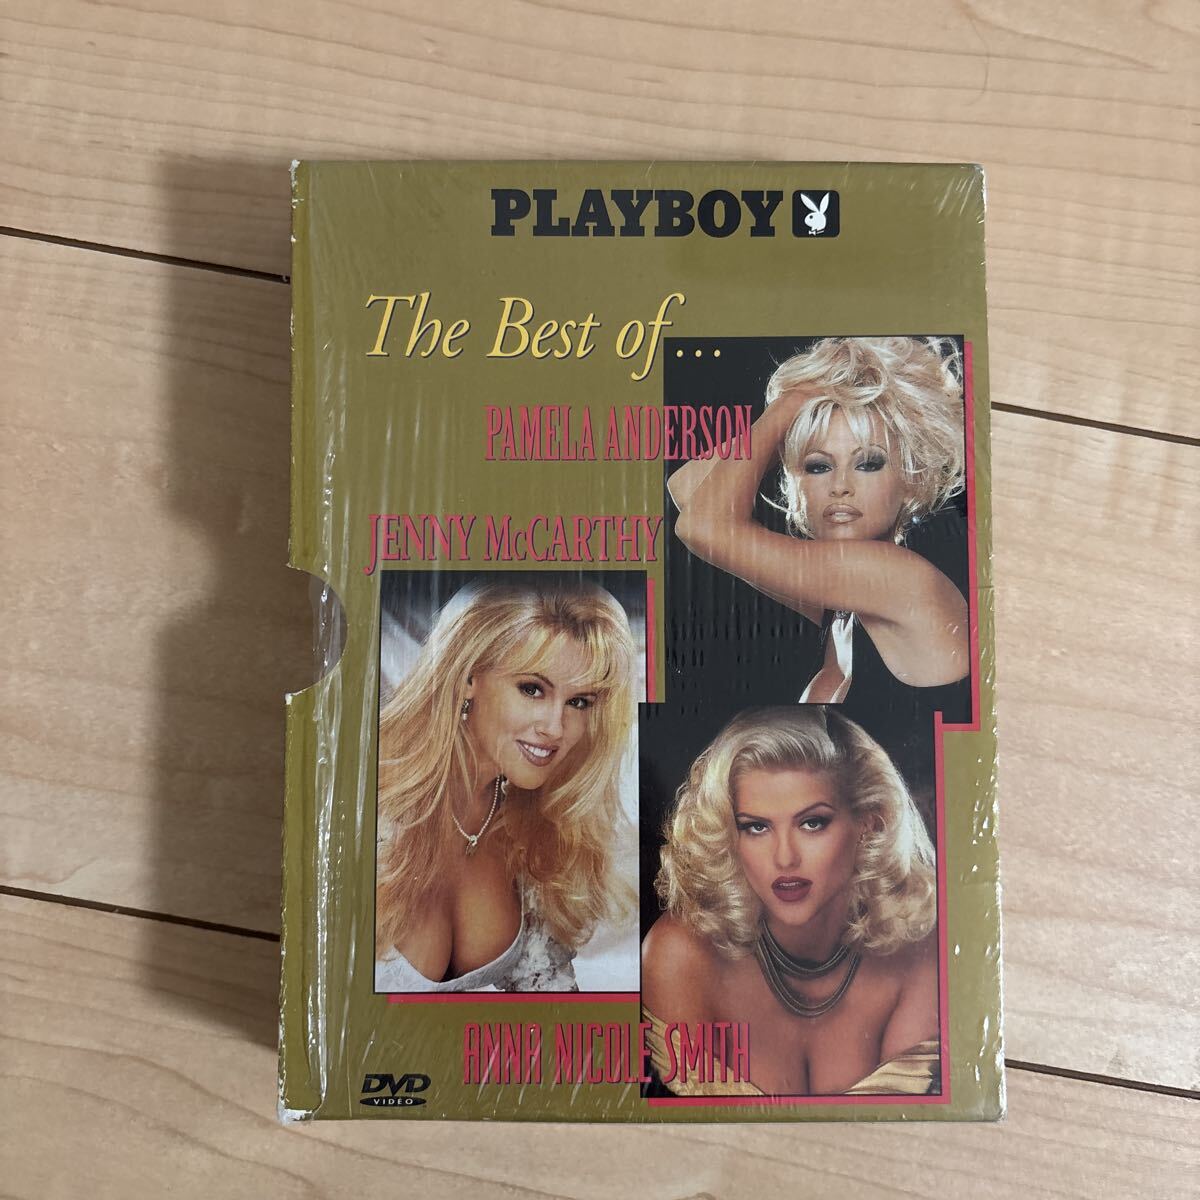 PLAYBOY
The Best of...
PAMELA ANDERSON
JENNY McCARTHY
ANNA NICOLE SMITH
DVD
VIDEO